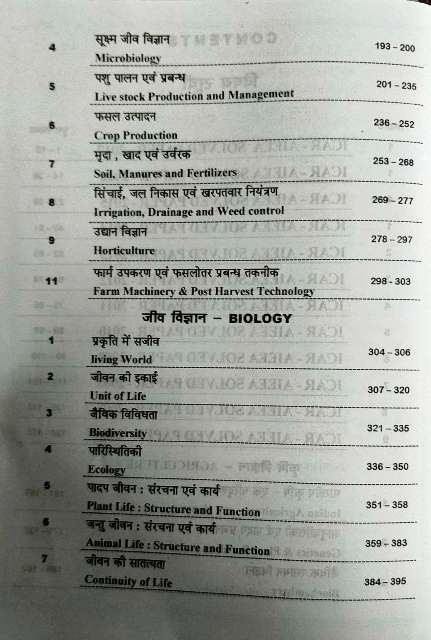 4 सूक्ष्म जीव विज्ञान 193 – 200
Microbiology
5 पशु पालन एवं प्रबन्ध 201 – 235
Live stock Production and Management
6 फसल उत्पादन 236 – 252
Crop Production
7 मृदा , खाद एवं उर्वरक 253 – 268
Soil, Manures and Fertilizers
8 सिंचाई, जल निकास एवं खरपतवार नियंत्रण 269 – 277
Irrigation, Drainage and Weed control
9 उद्यान विज्ञान 278 – 297
Horticulture
11 फार्म उपकरण एवं फसलोतर प्रबन्ध तकनीक 298 - 303
Farm Machinery & Post Harvest Technology
जीव विज्ञान – BIOLOGY
1 प्रकृति में सजीव 304 – 306
living World
2 जीवन की इकाई 307 – 320
Unit of Life
3 जैविक विविधता 321 – 335
Biodiversity
4 पारिस्थितिकी 336 – 350
Ecology
5 पादप जीवन : संरचना एवं कार्य 351 – 358
Plant Life : Structure and Function
6 जन्तु जीवन : संरचना एवं कार्य 359 – 383
Animal Life : Structure and Function
7 जीवन की सातत्यता 384 – 395
Continuity of Life